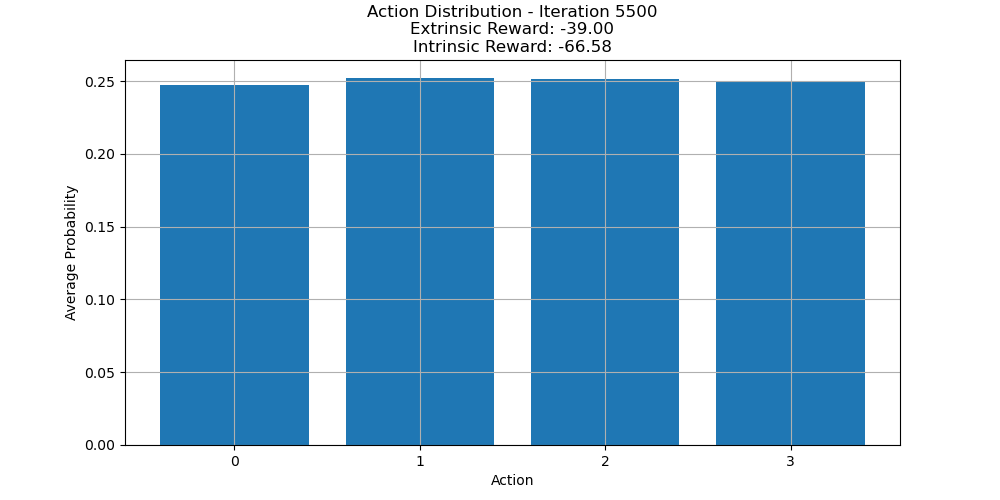 Action Distribution - Iteration 5500
Extrinsic Reward: -39.00
Intrinsic Reward: -66.58
Average Probability
0.25
0.20
0.15
0.10
0.05
0.00
0 1 2 3
Action